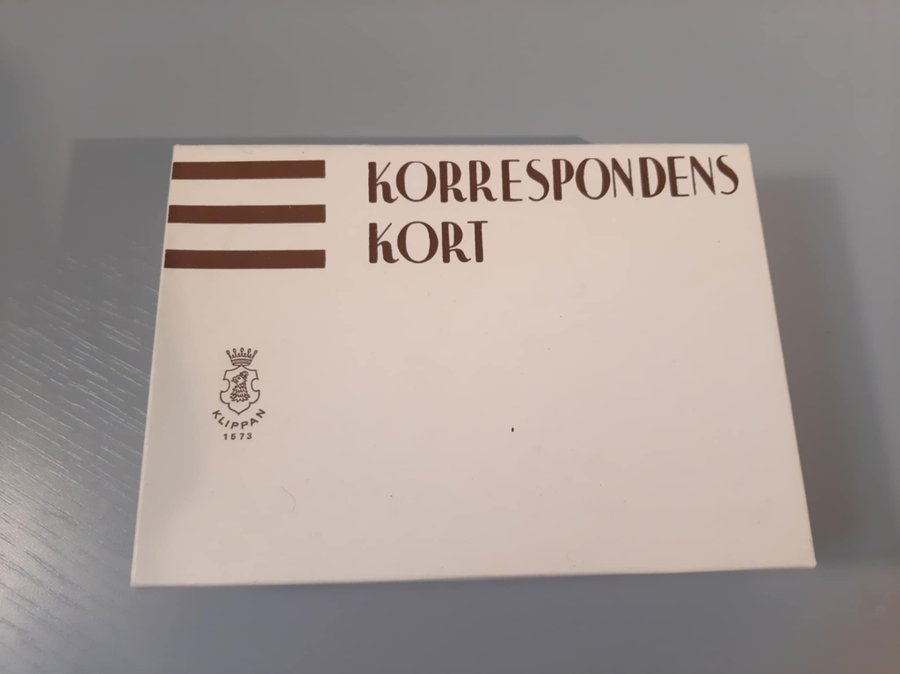 KORRESPONDENS
KORT
KLIPPAN
1573